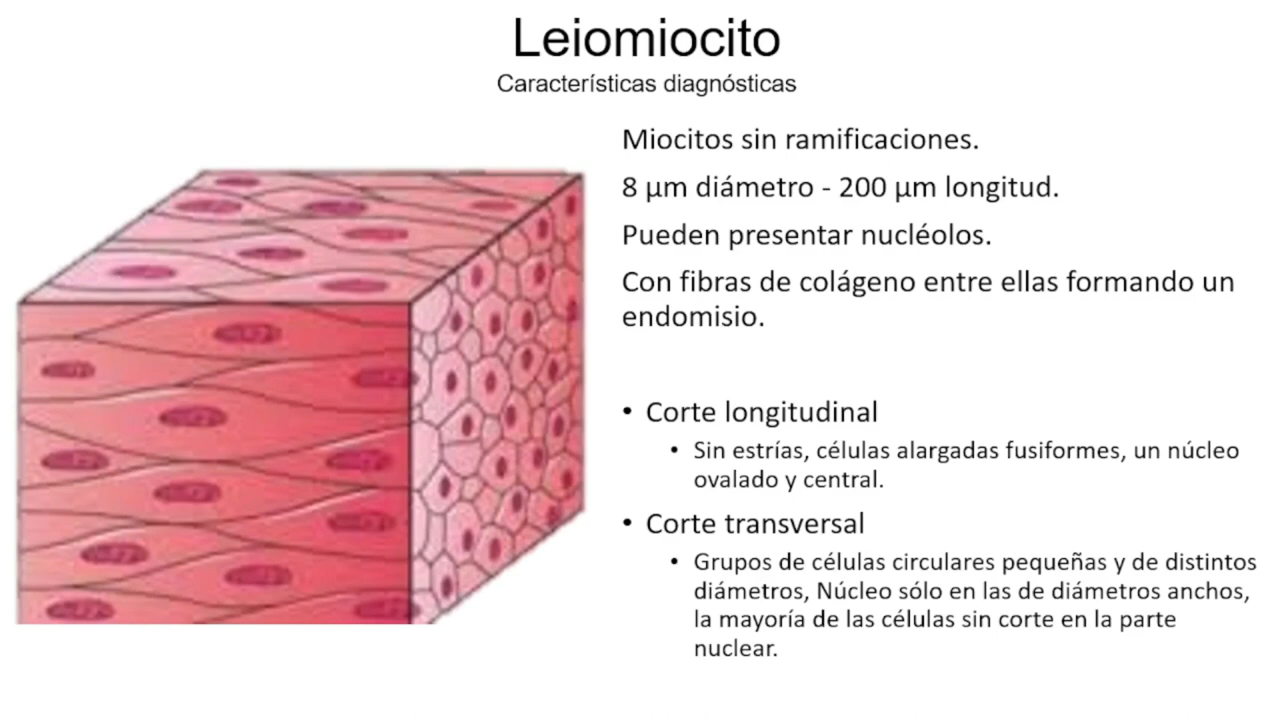 Leiomiocito
Características diagnósticas
Miocitos sin ramificaciones.
8 µm diámetro - 200 µm longitud.
Pueden presentar nucléolos.
Con fibras de colágeno entre ellas formando un
endomisio.
• Corte longitudinal
• Sin estrías, células alargadas fusiformes, un núcleo
ovalado y central.
• Corte transversal
• Grupos de células circulares pequeñas y de distintos
diámetros, Núcleo sólo en las de diámetros anchos,
la mayoría de las células sin corte en la parte
nuclear.